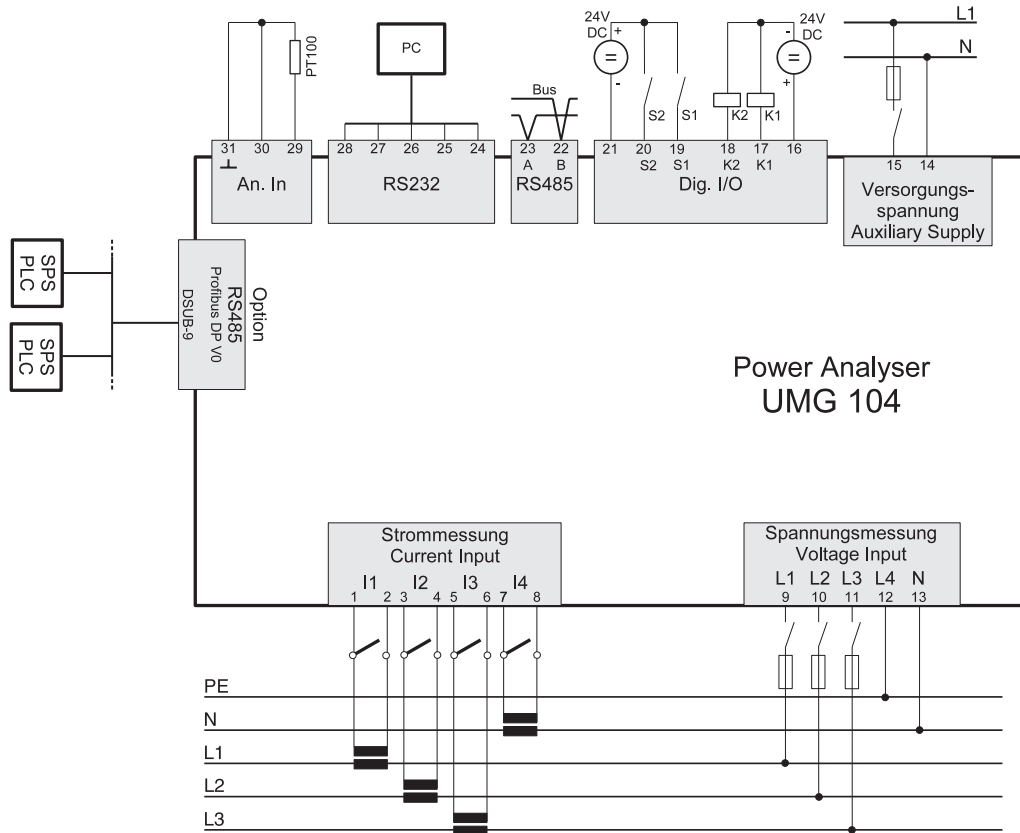 24V
DC
+
-
24V
DC
-
+
L1
N
PT100
PC
Bus
S2
S1
K2
K1
31
30
29
28
27
26
25
24
23
22
21
20
19
18
17
16
15
14
A
B
S2
S1
K2
K1
An. In
RS232
RS485
Dig. I/O
Versorgungs-
spannung
Auxiliary Supply
SPS
PLC
SPS
PLC
Option
RS485
Profibus DP V0
DSUB-9
Power Analyser
UMG 104
Strommessung
Current Input
I1
I2
I3
I4
1
2
3
4
5
6
7
8
Spannungsmessung
Voltage Input
L1
L2
L3
L4
N
9
10
11
12
13
PE
N
L1
L2
L3